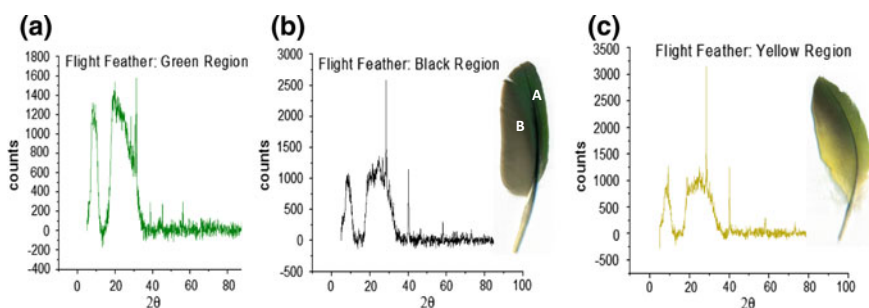 (a)
Flight Feather: Green Region
1800
1600
1400
1200
1000
800
600
400
200
0
-200
-400
counts
0 20 40 60 80
2θ
(b)
Flight Feather: Black Region
3000
2500
2000
1500
1000
500
0
-500
counts
0 20 40 60 80
2θ
A
B
(c)
Flight Feather: Yellow Region
3500
3000
2500
2000
1500
1000
500
0
-500
counts
0 20 40 60 80
2θ